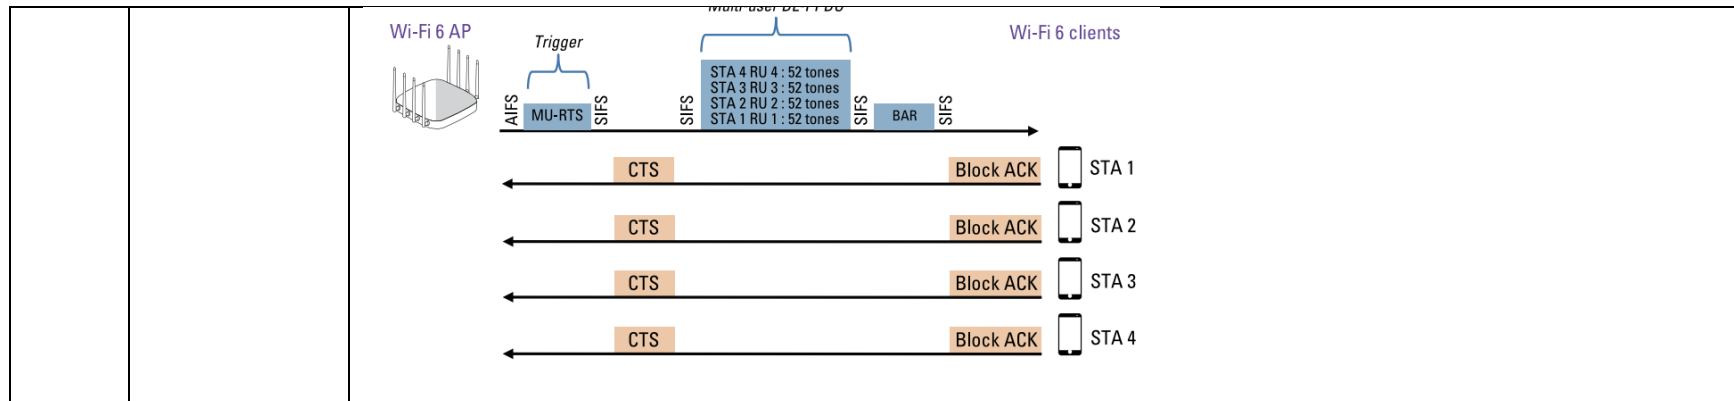 Wi-Fi 6 AP
Trigger
Wi-Fi 6 clients
STA 4 RU 4 : 52 tones
STA 3 RU 3 : 52 tones
STA 2 RU 2 : 52 tones
STA 1 RU 1 : 52 tones
AIFS
MU-RTS
SIFS
SIFS
SIFS
BAR
SIFS
CTS
Block ACK
STA 1
CTS
Block ACK
STA 2
CTS
Block ACK
STA 3
CTS
Block ACK
STA 4